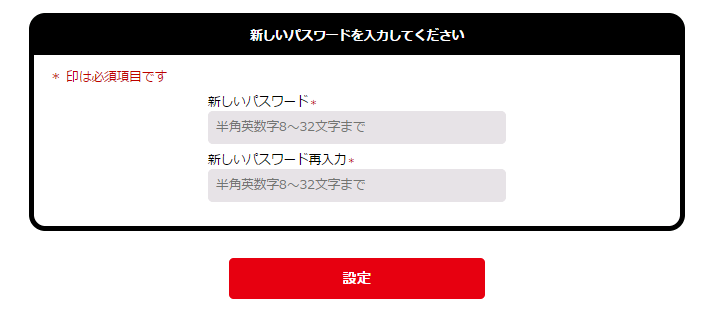 新しいパスワードを入力してください
* 印は必須項目です
新しいパスワード*
半角英数字8～32文字まで
新しいパスワード再入力*
半角英数字8～32文字まで
設定